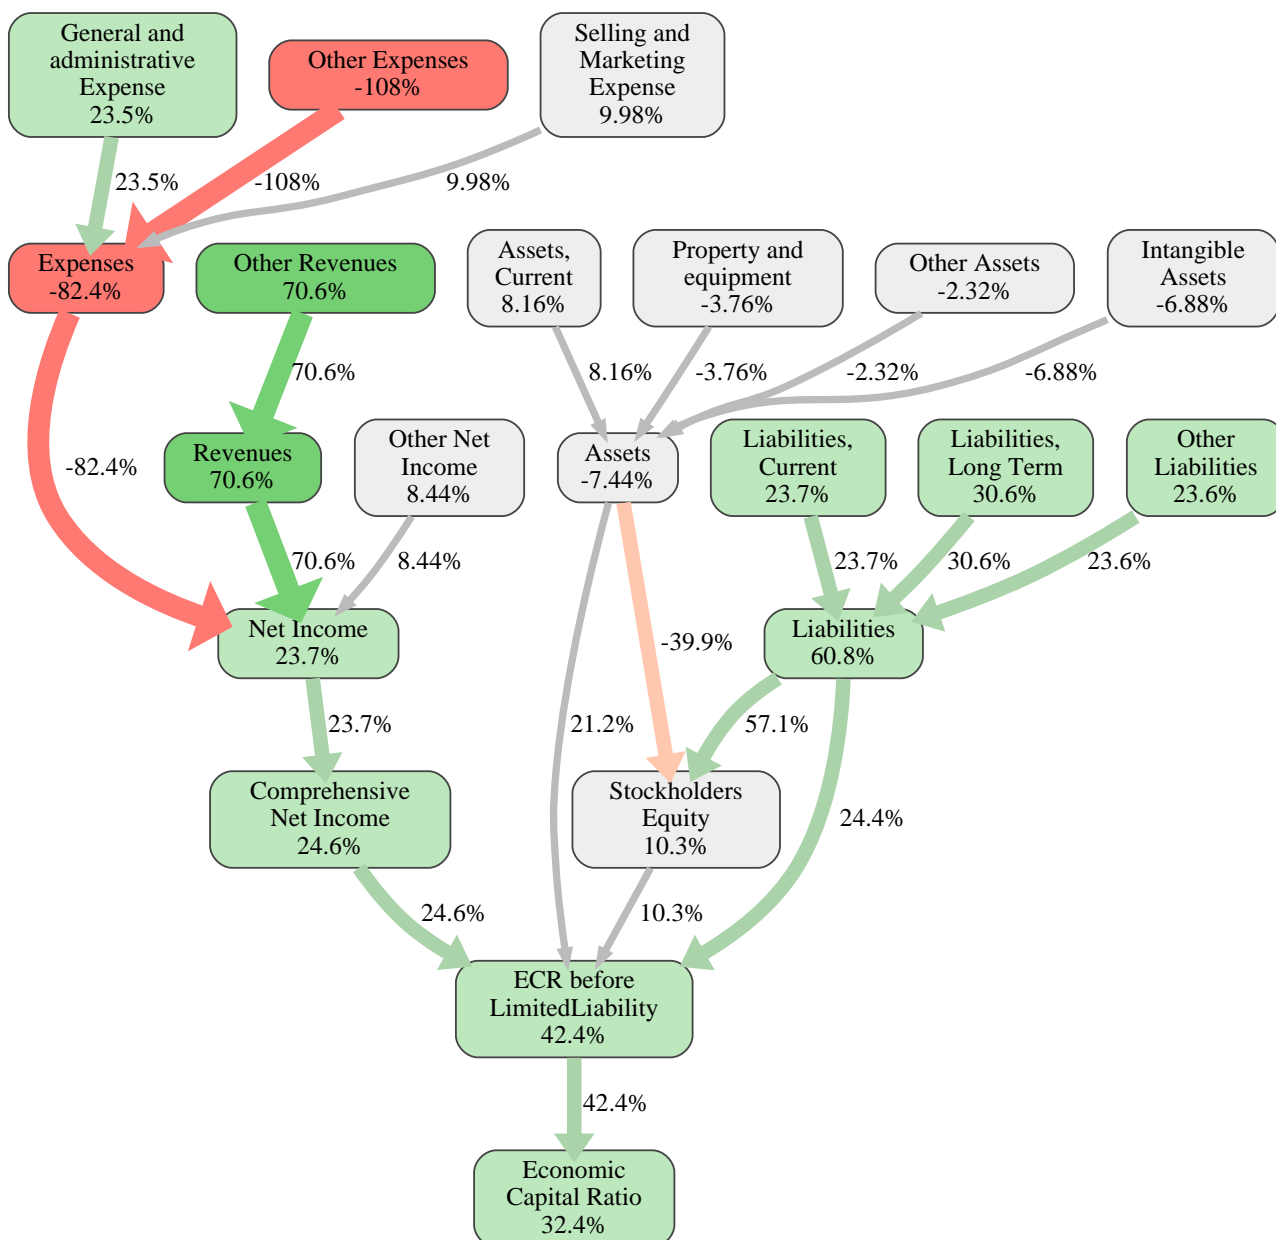 General and
administrative
Expense
23.5%
Other Expenses
-108%
Selling and
Marketing
Expense
9.98%
23.5%
-108%
9.98%
Expenses
-82.4%
Other Revenues
70.6%
Assets,
Current
8.16%
Property and
equipment
-3.76%
Other Assets
-2.32%
Intangible
Assets
-6.88%
70.6%
8.16%
-3.76%
-2.32%
-6.88%
-82.4%
Revenues
70.6%
Other Net
Income
8.44%
Assets
-7.44%
Liabilities,
Current
23.7%
Liabilities,
Long Term
30.6%
Other
Liabilities
23.6%
70.6%
8.44%
23.7%
30.6%
23.6%
Net Income
23.7%
-39.9%
Liabilities
60.8%
23.7%
21.2%
57.1%
Comprehensive
Net Income
24.6%
Stockholders
Equity
10.3%
24.4%
24.6%
10.3%
ECR before
LimitedLiability
42.4%
42.4%
Economic
Capital Ratio
32.4%